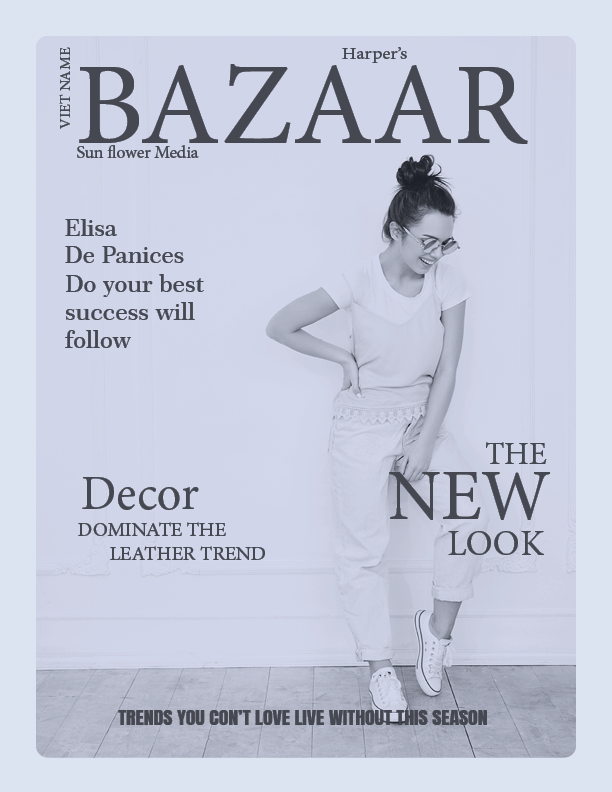 VIET NAME
Harper's
BAZAAR
Sun flower Media
Elisa
De Panices
Do your best
success will
follow
THE
NEW
LOOK
Decor
DOMINATE THE
LEATHER TREND
TRENDS YOU CON'T LOVE LIVE WITHOUT THIS SEASON